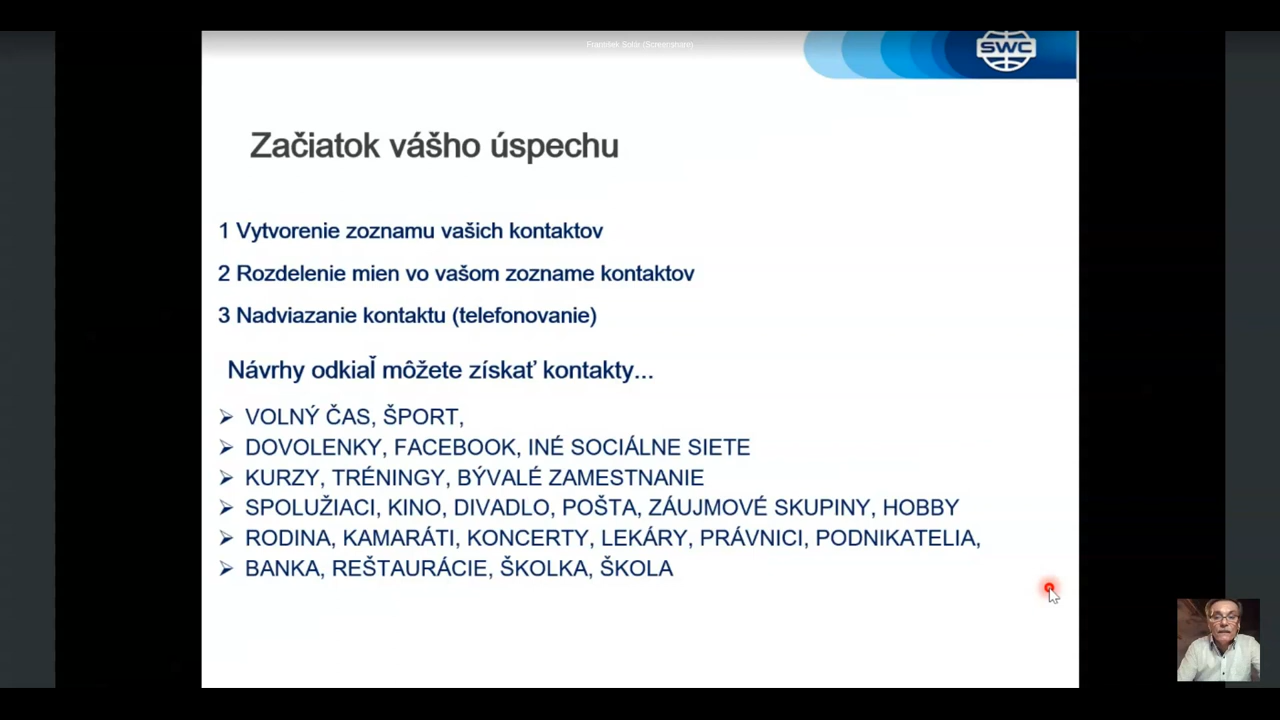 František Solár (Screenshare)
SWC
Začiatok vášho úspechu
1 Vytvorenie zoznamu vašich kontaktov
2 Rozdelenie mien vo vašom zozname kontaktov
3 Nadviazanie kontaktu (telefonovanie)
Návrhy odkiaľ môžete získať kontakty...
➢ VOLNÝ ČAS, ŠPORT,
➢ DOVOLENKY, FACEBOOK, INÉ SOCIÁLNE SIETE
➢ KURZY, TRÉNINGY, BÝVALÉ ZAMESTNANIE
➢ SPOLUŽIACI, KINO, DIVADLO, POŠTA, ZÁUJMOVÉ SKUPINY, HOBBY
➢ RODINA, KAMARÁTI, KONCERTY, LEKÁRY, PRÁVNICI, PODNIKATELIA,
➢ BANKA, REŠTAURÁCIE, ŠKOLKA, ŠKOLA